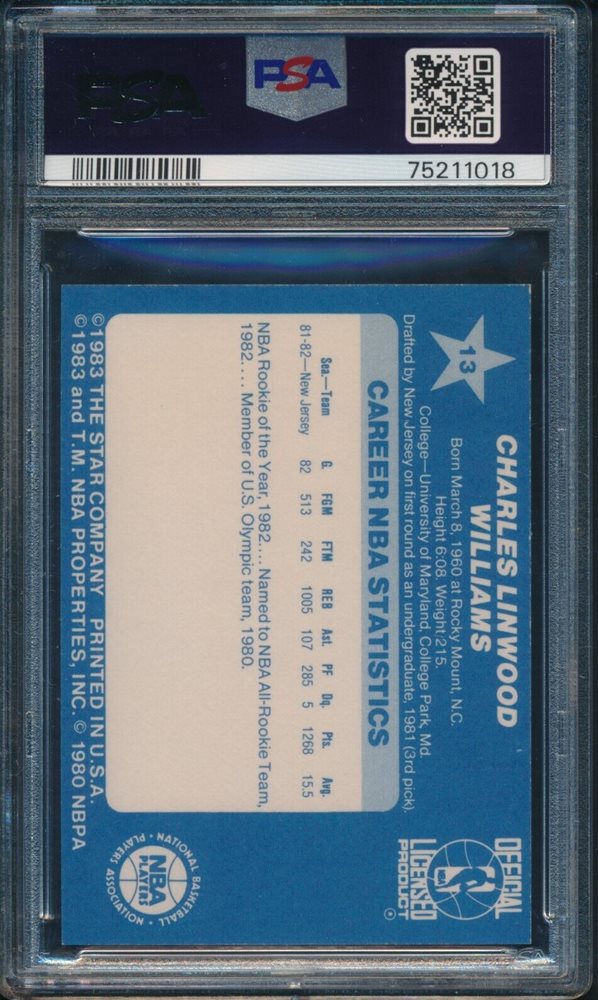 PSA
PSA
75211018
13
CHARLES LINWOOD
WILLIAMS
Born March 8, 1960 at Rocky Mount, N.C.
Height 6:08. Weight 215.
College—University of Maryland, College Park, Md.
Drafted by New Jersey on first round as an undergraduate, 1981 (3rd pick).
CAREER NBA STATISTICS
Sea.—Team G. FGM FTM REB Ast. PF Dq. Pts. Avg.
81-82—New Jersey 82 513 242 1005 107 285 5 1268 15.5
NBA Rookie of the Year, 1982.... Named to NBA All-Rookie Team,
1982.... Member of U.S. Olympic team, 1980.
©1983 THE STAR COMPANY PRINTED IN U.S.A.
©1983 and T.M. NBA PROPERTIES, INC. © 1980 NBPA
OFFICIAL
LICENSED
PRODUCT
®
NATIONAL BASKETBALL
PLAYERS ASSOCIATION
NBA
PLAYERS